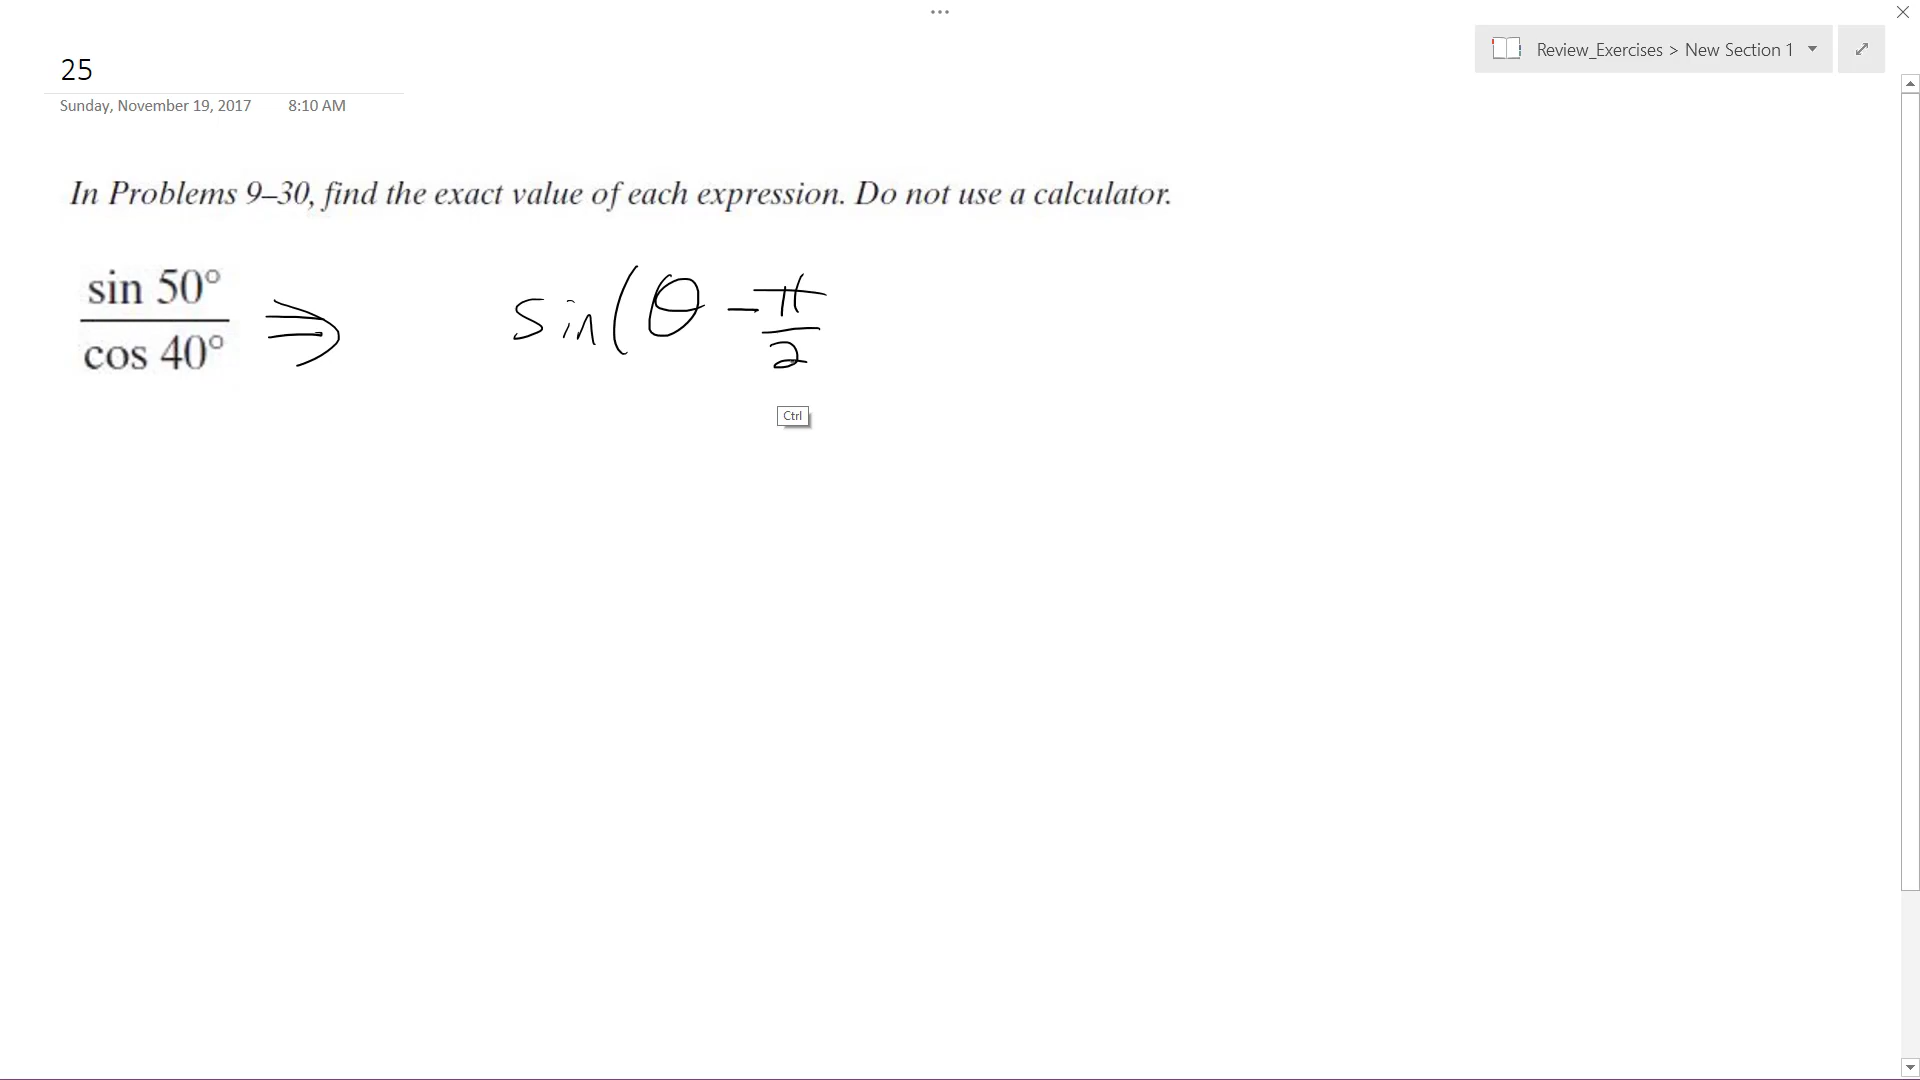 ...
Review_Exercises > New Section 1
25
Sunday, November 19, 2017 8:10 AM
In Problems 9–30, find the exact value of each expression. Do not use a calculator.
sin 50°
cos 40°
⇒ sin(θ - π/2
Ctrl